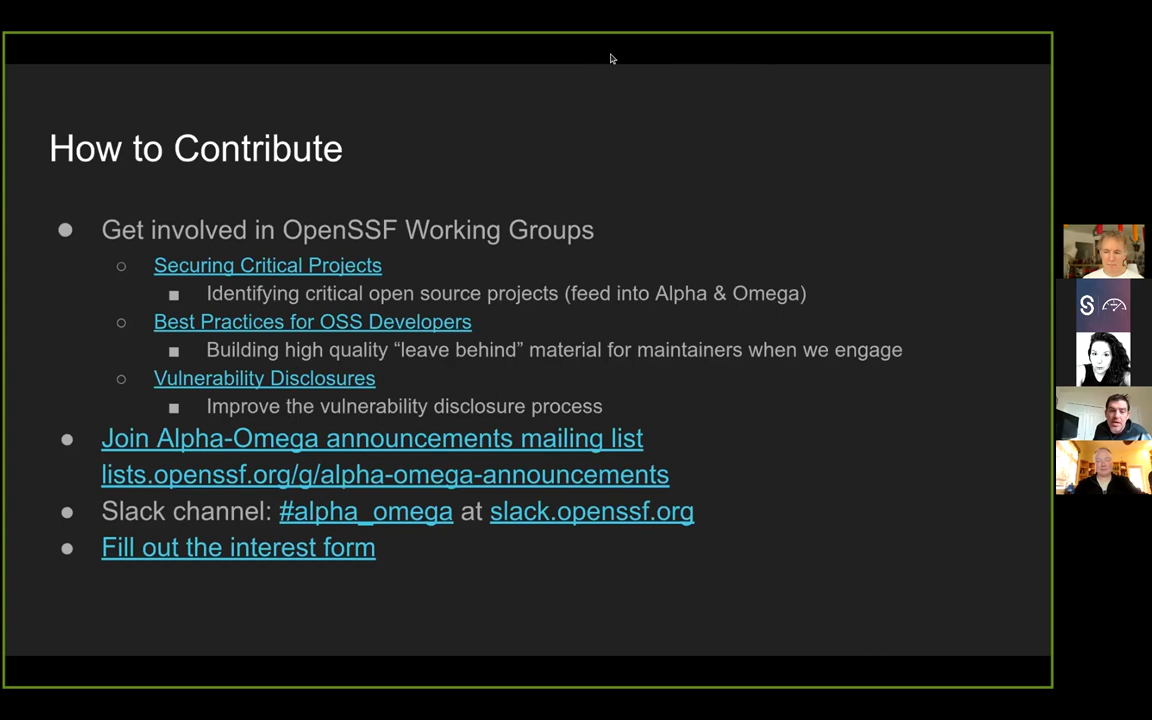 How to Contribute
● Get involved in OpenSSF Working Groups
○ Securing Critical Projects
■ Identifying critical open source projects (feed into Alpha & Omega)
○ Best Practices for OSS Developers
■ Building high quality “leave behind” material for maintainers when we engage
○ Vulnerability Disclosures
■ Improve the vulnerability disclosure process
● Join Alpha-Omega announcements mailing list
lists.openssf.org/g/alpha-omega-announcements
● Slack channel: #alpha_omega at slack.openssf.org
● Fill out the interest form